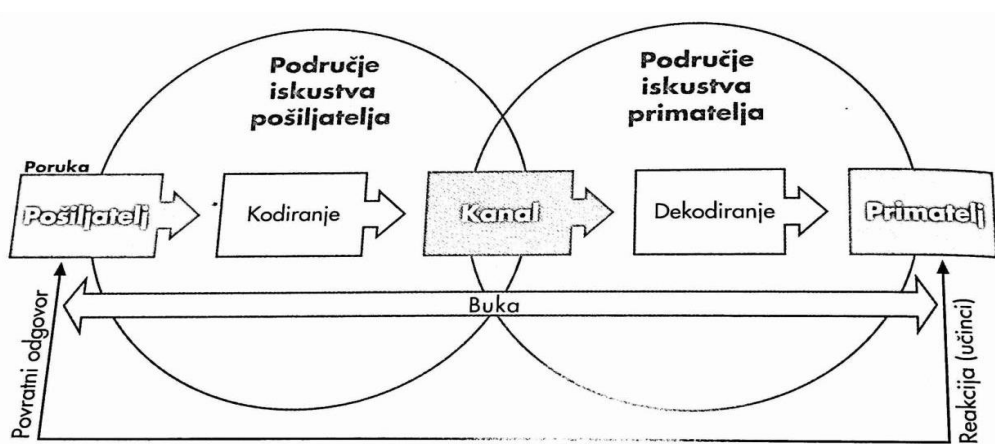 Područje
iskustva
pošiljatelja
Područje
iskustva
primatelja
Poruka
Pošiljatelj
Kodiranje
Kanal
Dekodiranje
Primatelj
Buka
Povratni odgovor
Reakcija (učinci)